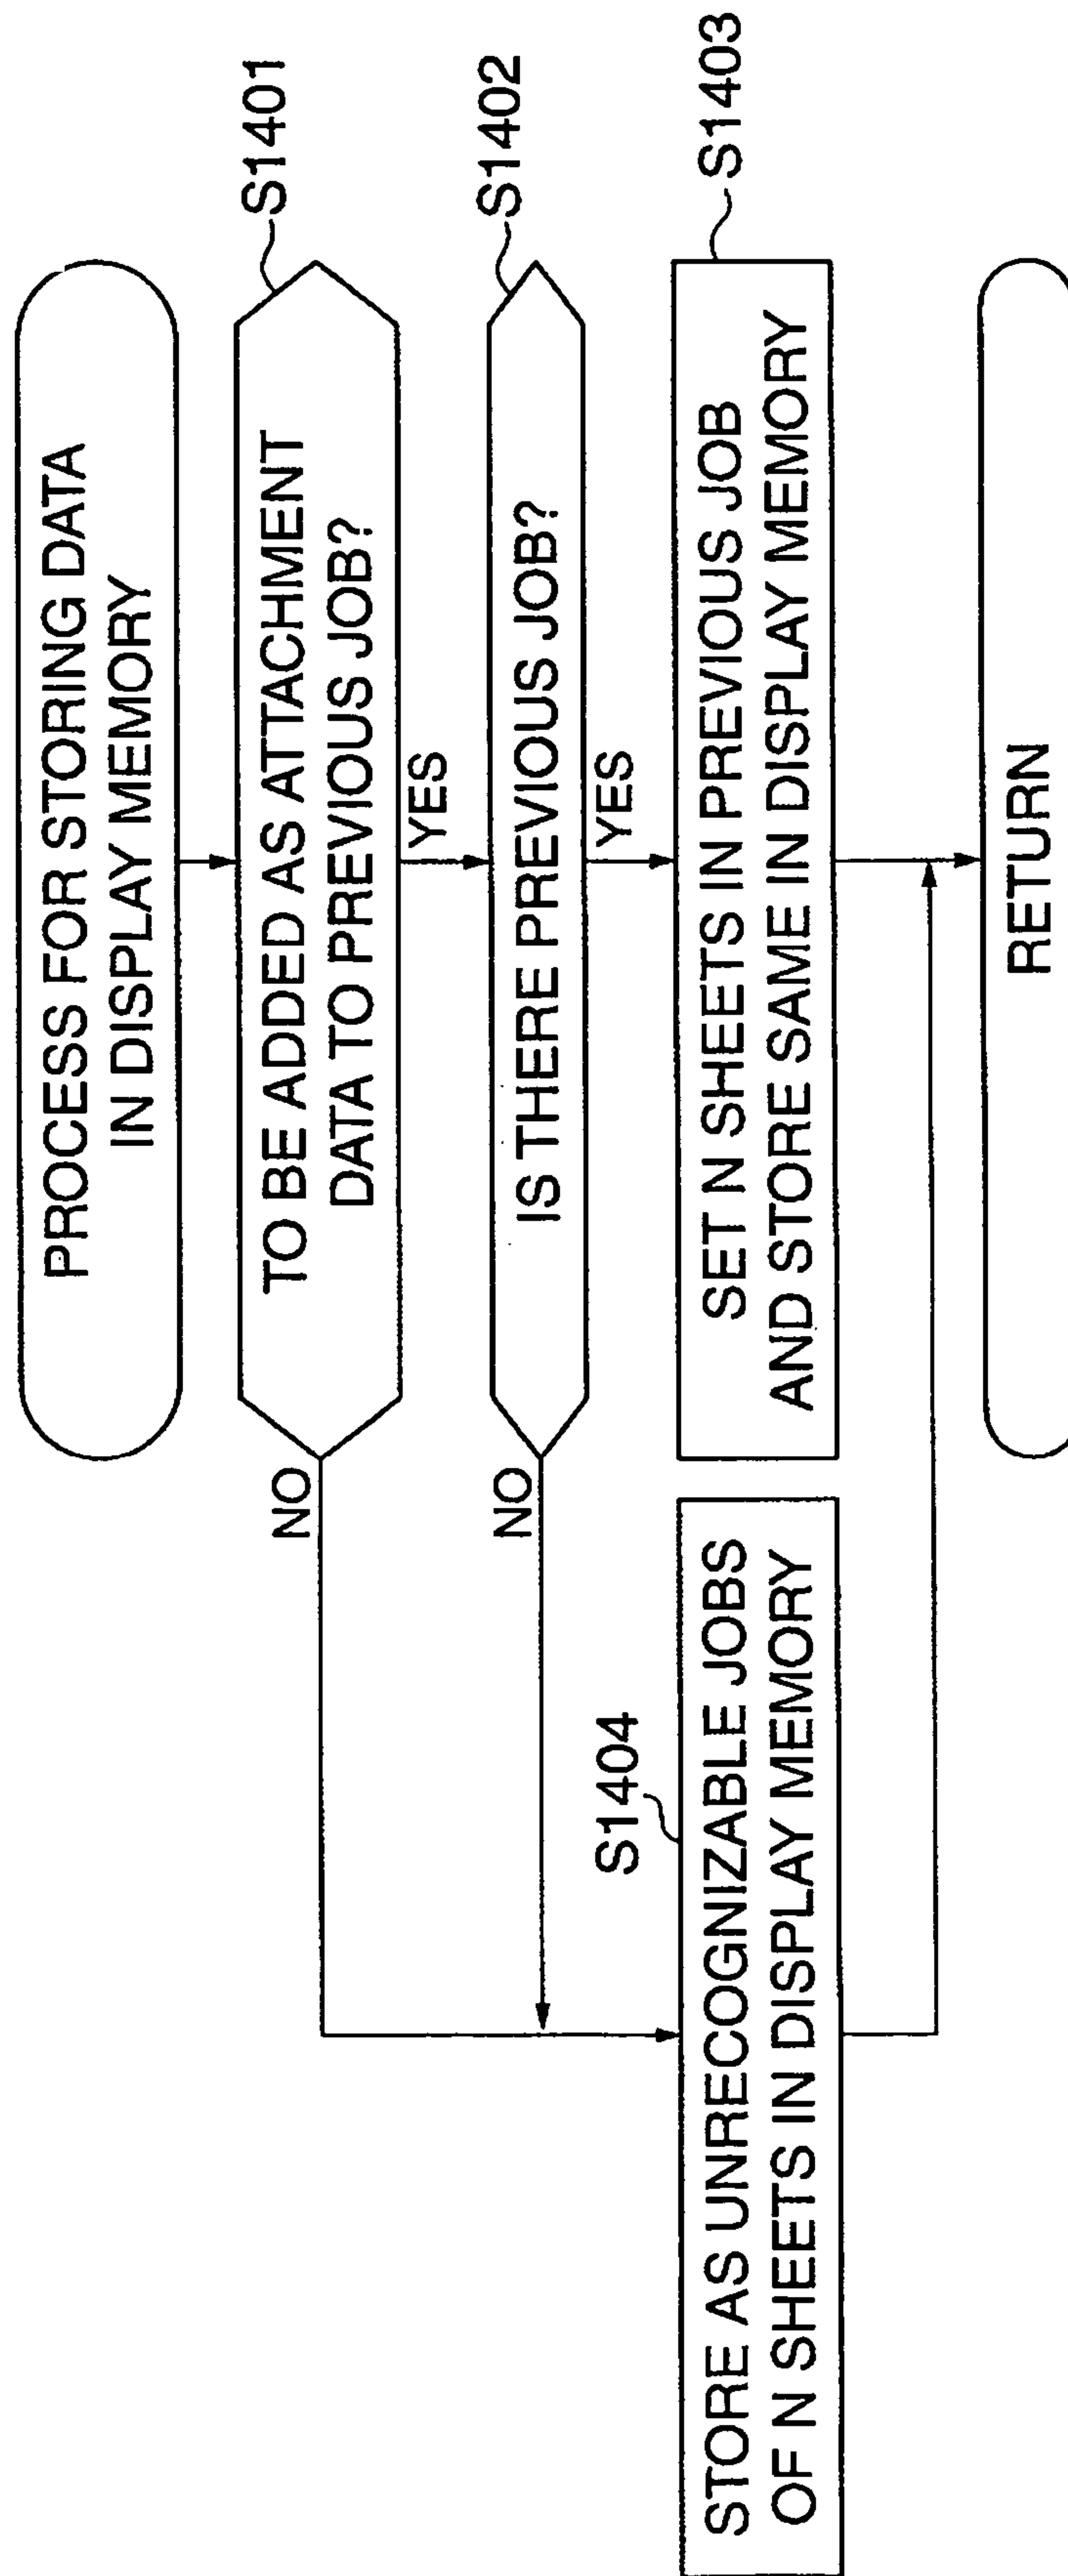 PROCESS FOR STORING DATA
IN DISPLAY MEMORY
S1401
TO BE ADDED AS ATTACHMENT
DATA TO PREVIOUS JOB?
NO
YES
S1402
IS THERE PREVIOUS JOB?
NO
YES
S1403
SET N SHEETS IN PREVIOUS JOB
AND STORE SAME IN DISPLAY MEMORY
S1404
STORE AS UNRECOGNIZABLE JOBS
OF N SHEETS IN DISPLAY MEMORY
RETURN